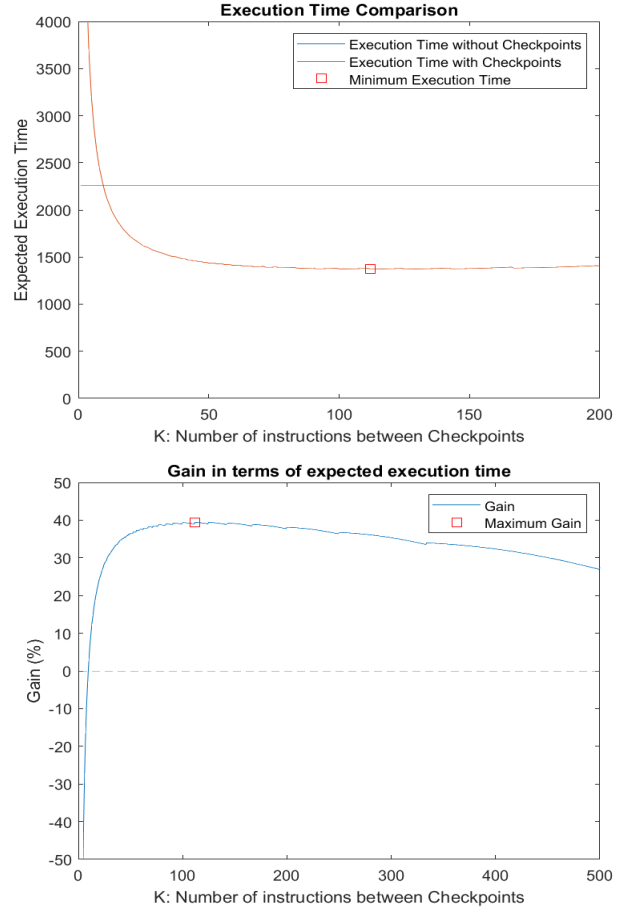 Execution Time Comparison
4000
3500
3000
2500
2000
1500
1000
500
0
Expected Execution Time
Execution Time without Checkpoints
Execution Time with Checkpoints
Minimum Execution Time
0 50 100 150 200
K: Number of instructions between Checkpoints
Gain in terms of expected execution time
50
40
30
20
10
0
-10
-20
-30
-40
-50
Gain (%)
Gain
Maximum Gain
0 100 200 300 400 500
K: Number of instructions between Checkpoints